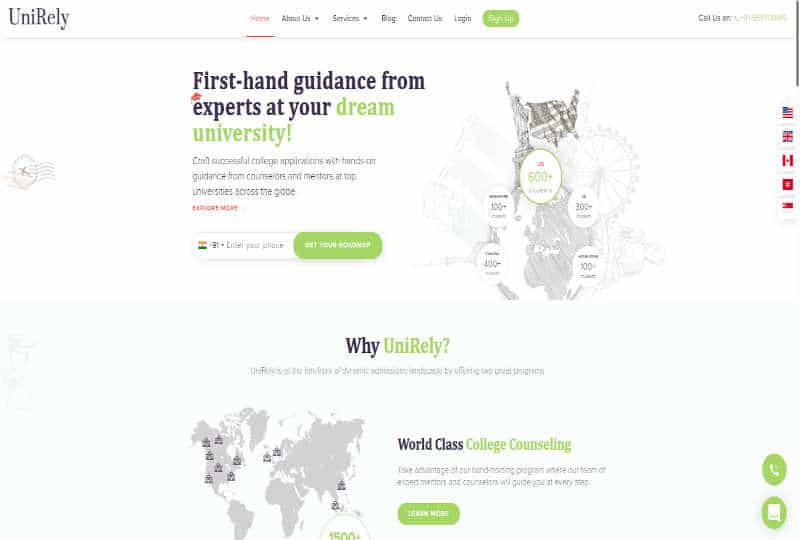 UniRely
Home
About Us
Services
Blog
Contact Us
Login
Sign Up
Call Us on:
First-hand guidance from
experts at your dream
university!
Craft successful college applications with hands-on
guidance from counselors and mentors at top
universities across the globe.
EXPLORE MORE
+91
Enter your phone
GET YOUR ROADMAP
US
600+
STUDENTS
SINGAPORE
100+
STUDENTS
UK
300+
STUDENTS
CANADA
400+
STUDENTS
HONG KONG
100+
STUDENTS
Why UniRely?
UniRely is at the forefront of dynamic admissions landscape by offering two great programs
World Class College Counseling
Take advantage of our hand-holding program where our team of
expert mentors and counselors will guide you at every step.
LEARN MORE
1500+